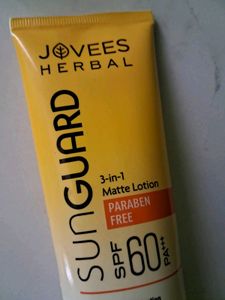 JOVEES
HERBAL
SUNGUARD
3-in-1
Matte Lotion
PARABEN
FREE
SPF 60 PA+++